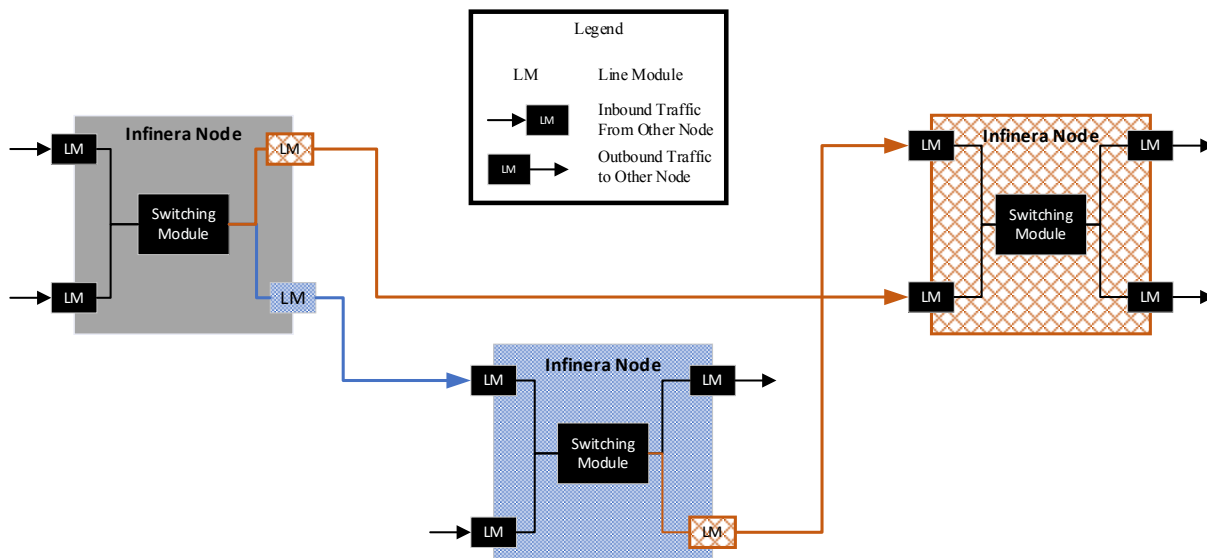 Legend
LM Line Module
LM Inbound Traffic
From Other Node
LM Outbound Traffic
to Other Node
Infinera Node
LM
LM
Switching
Module
LM
LM
Infinera Node
LM
LM
Switching
Module
LM
LM
Infinera Node
LM
LM
Switching
Module
LM
LM